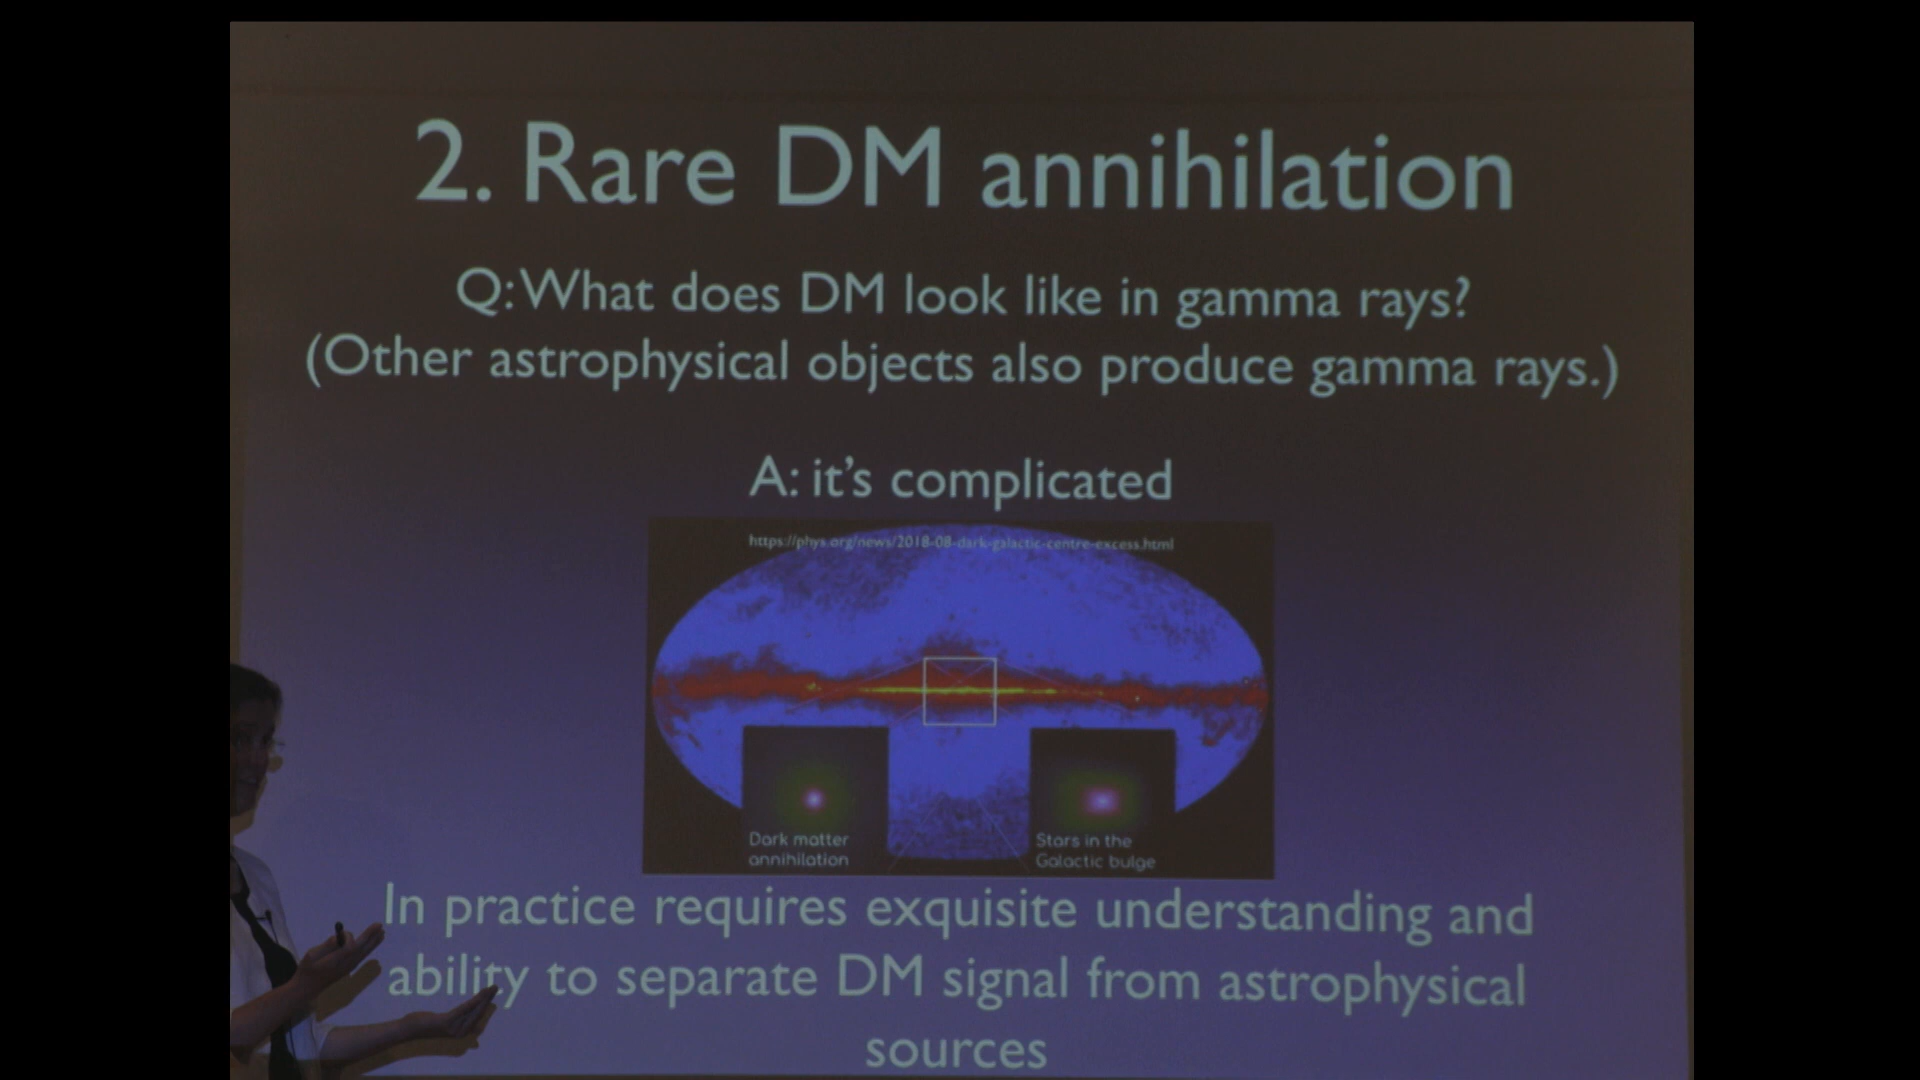 2. Rare DM annihilation
Q: What does DM look like in gamma rays?
(Other astrophysical objects also produce gamma rays.)
A: it's complicated
https://phys.org/news/2018-08-dark-galactic-centre-excess.html
Dark matter
annihilation
Stars in the
Galactic bulge
In practice requires exquisite understanding and
ability to separate DM signal from astrophysical
sources